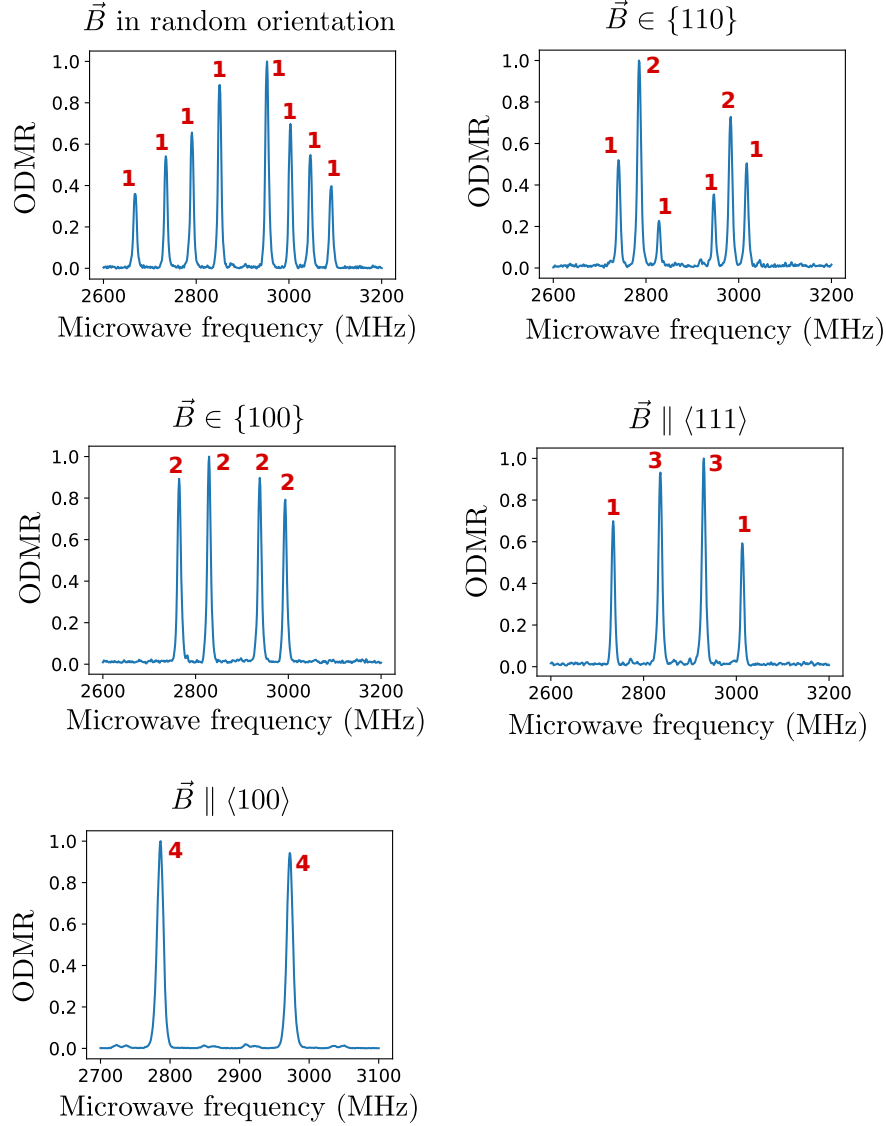 B⃗ in random orientation
ODMR
1.0
0.8
0.6
0.4
0.2
0.0
1 1 1 1 1 1 1 1
2600 2800 3000 3200
Microwave frequency (MHz)
B⃗ ∈ {110}
ODMR
1.0
0.8
0.6
0.4
0.2
0.0
1 2 1 1 2 1
2600 2800 3000 3200
Microwave frequency (MHz)
B⃗ ∈ {100}
ODMR
1.0
0.8
0.6
0.4
0.2
0.0
2 2 2 2
2600 2800 3000 3200
Microwave frequency (MHz)
B⃗ ∥ ⟨111⟩
ODMR
1.0
0.8
0.6
0.4
0.2
0.0
1 3 3 1
2600 2800 3000 3200
Microwave frequency (MHz)
B⃗ ∥ ⟨100⟩
ODMR
1.0
0.8
0.6
0.4
0.2
0.0
4 4
2700 2800 2900 3000 3100
Microwave frequency (MHz)